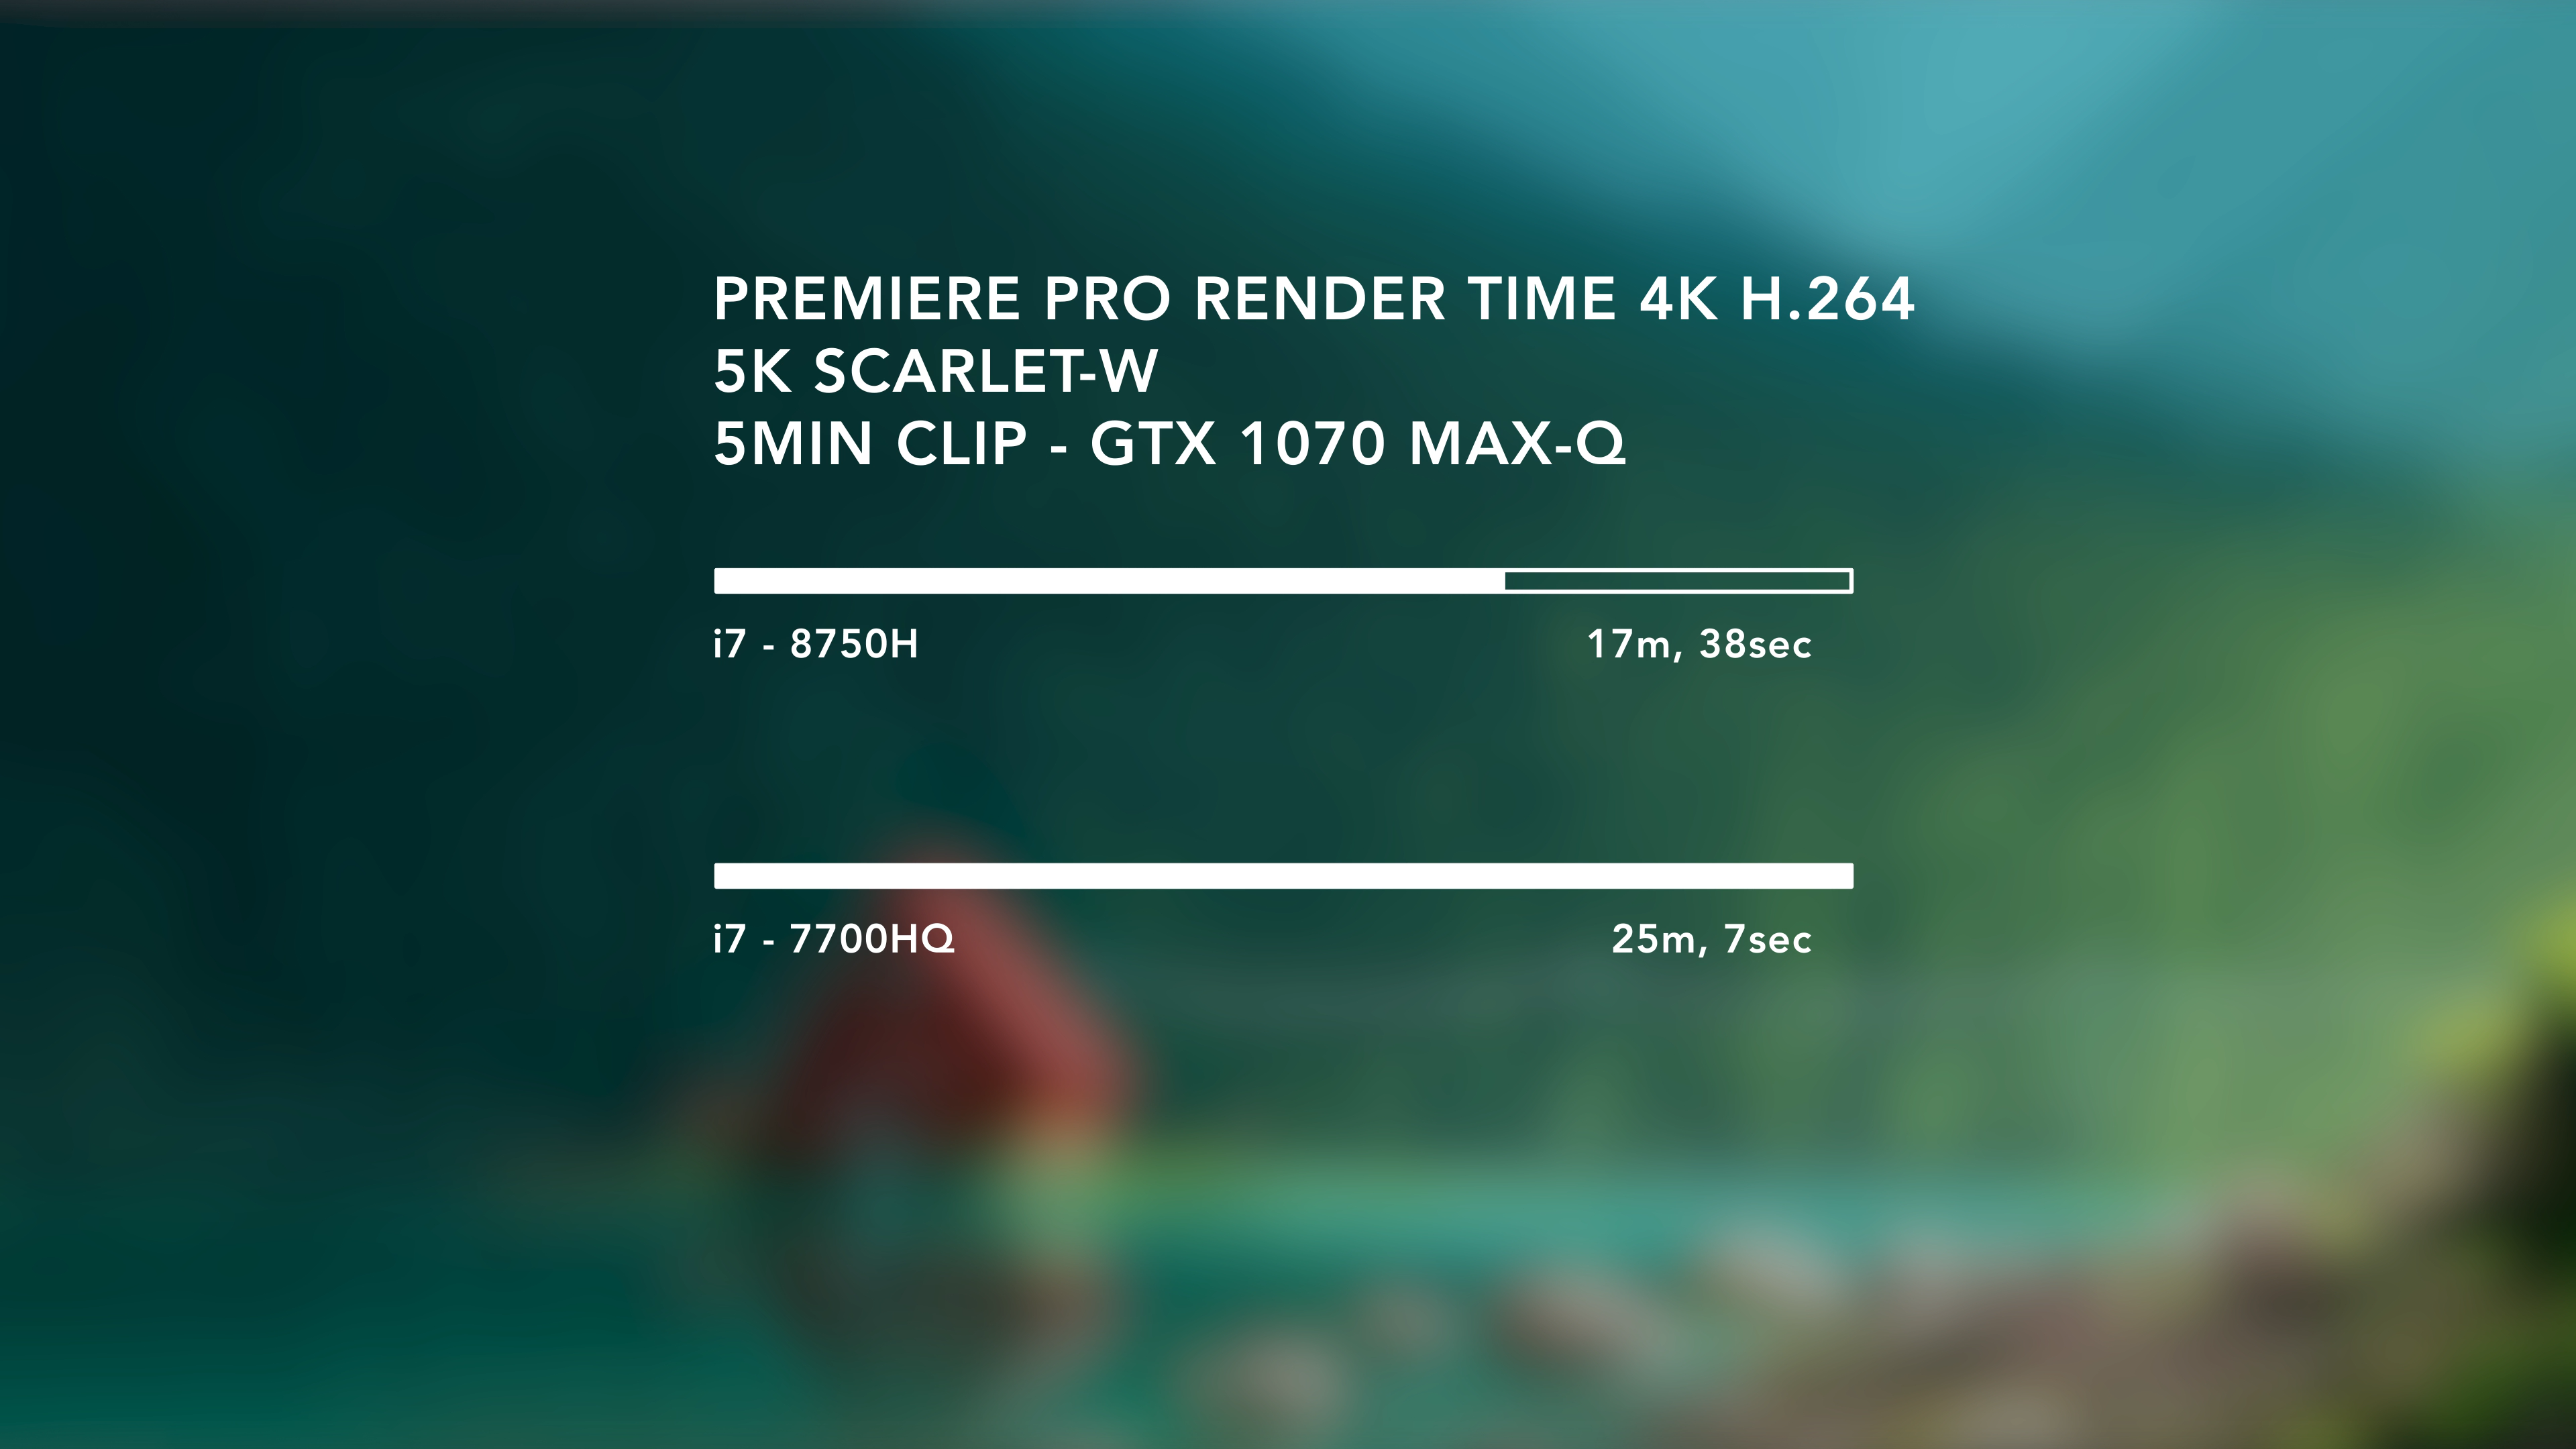 PREMIERE PRO RENDER TIME 4K H.264
5K SCARLET-W
5MIN CLIP - GTX 1070 MAX-Q
i7 - 8750H 17m, 38sec
i7 - 7700HQ 25m, 7sec